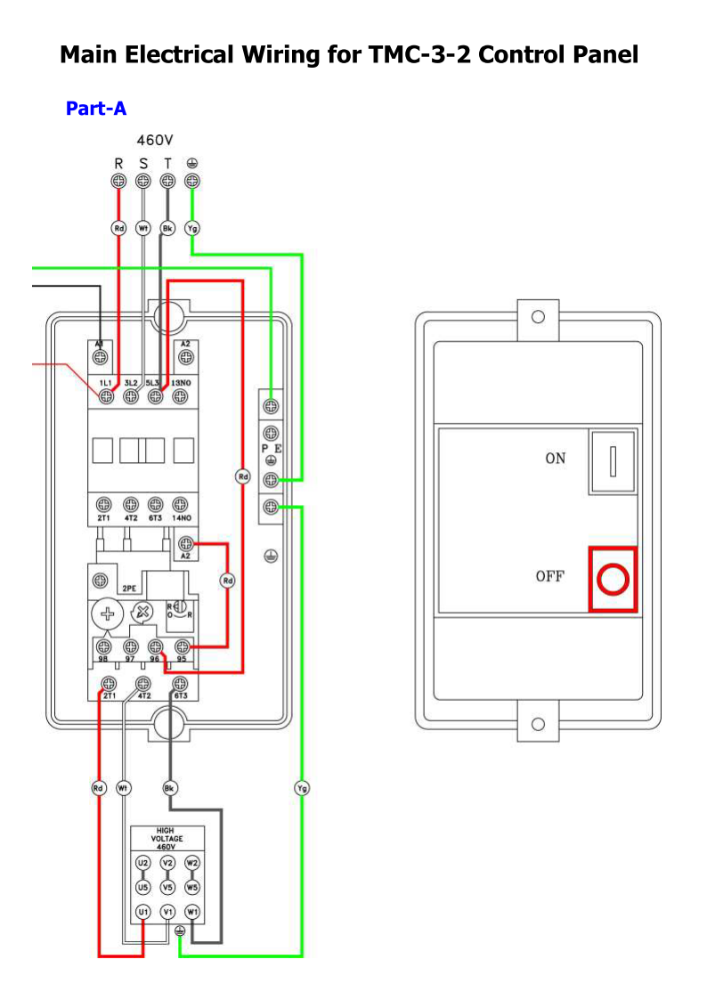 Main Electrical Wiring for TMC-3-2 Control Panel
Part-A
460V
R S T
Rd Wt Bk Yg
A1 A2
1L1 3L2 5L3 13NO
P E
ON
Rd
2T1 4T2 6T3 14NO
A2
OFF
Rd
2PE
R
O R
98 97 96 95
2T1 4T2 6T3
Rd Wt Bk Yg
HIGH
VOLTAGE
460V
U2 V2 W2
U5 V5 W5
U1 V1 W1